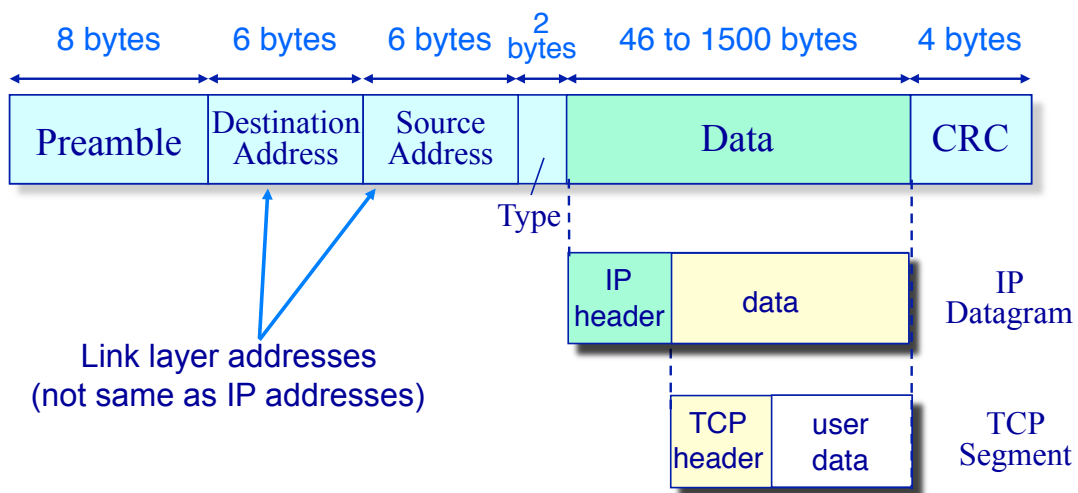 8 bytes
6 bytes
6 bytes
2
bytes
46 to 1500 bytes
4 bytes
Preamble
Destination
Address
Source
Address
Data
CRC
Type
IP
header
data
IP
Datagram
Link layer addresses
(not same as IP addresses)
TCP
header
user
data
TCP
Segment